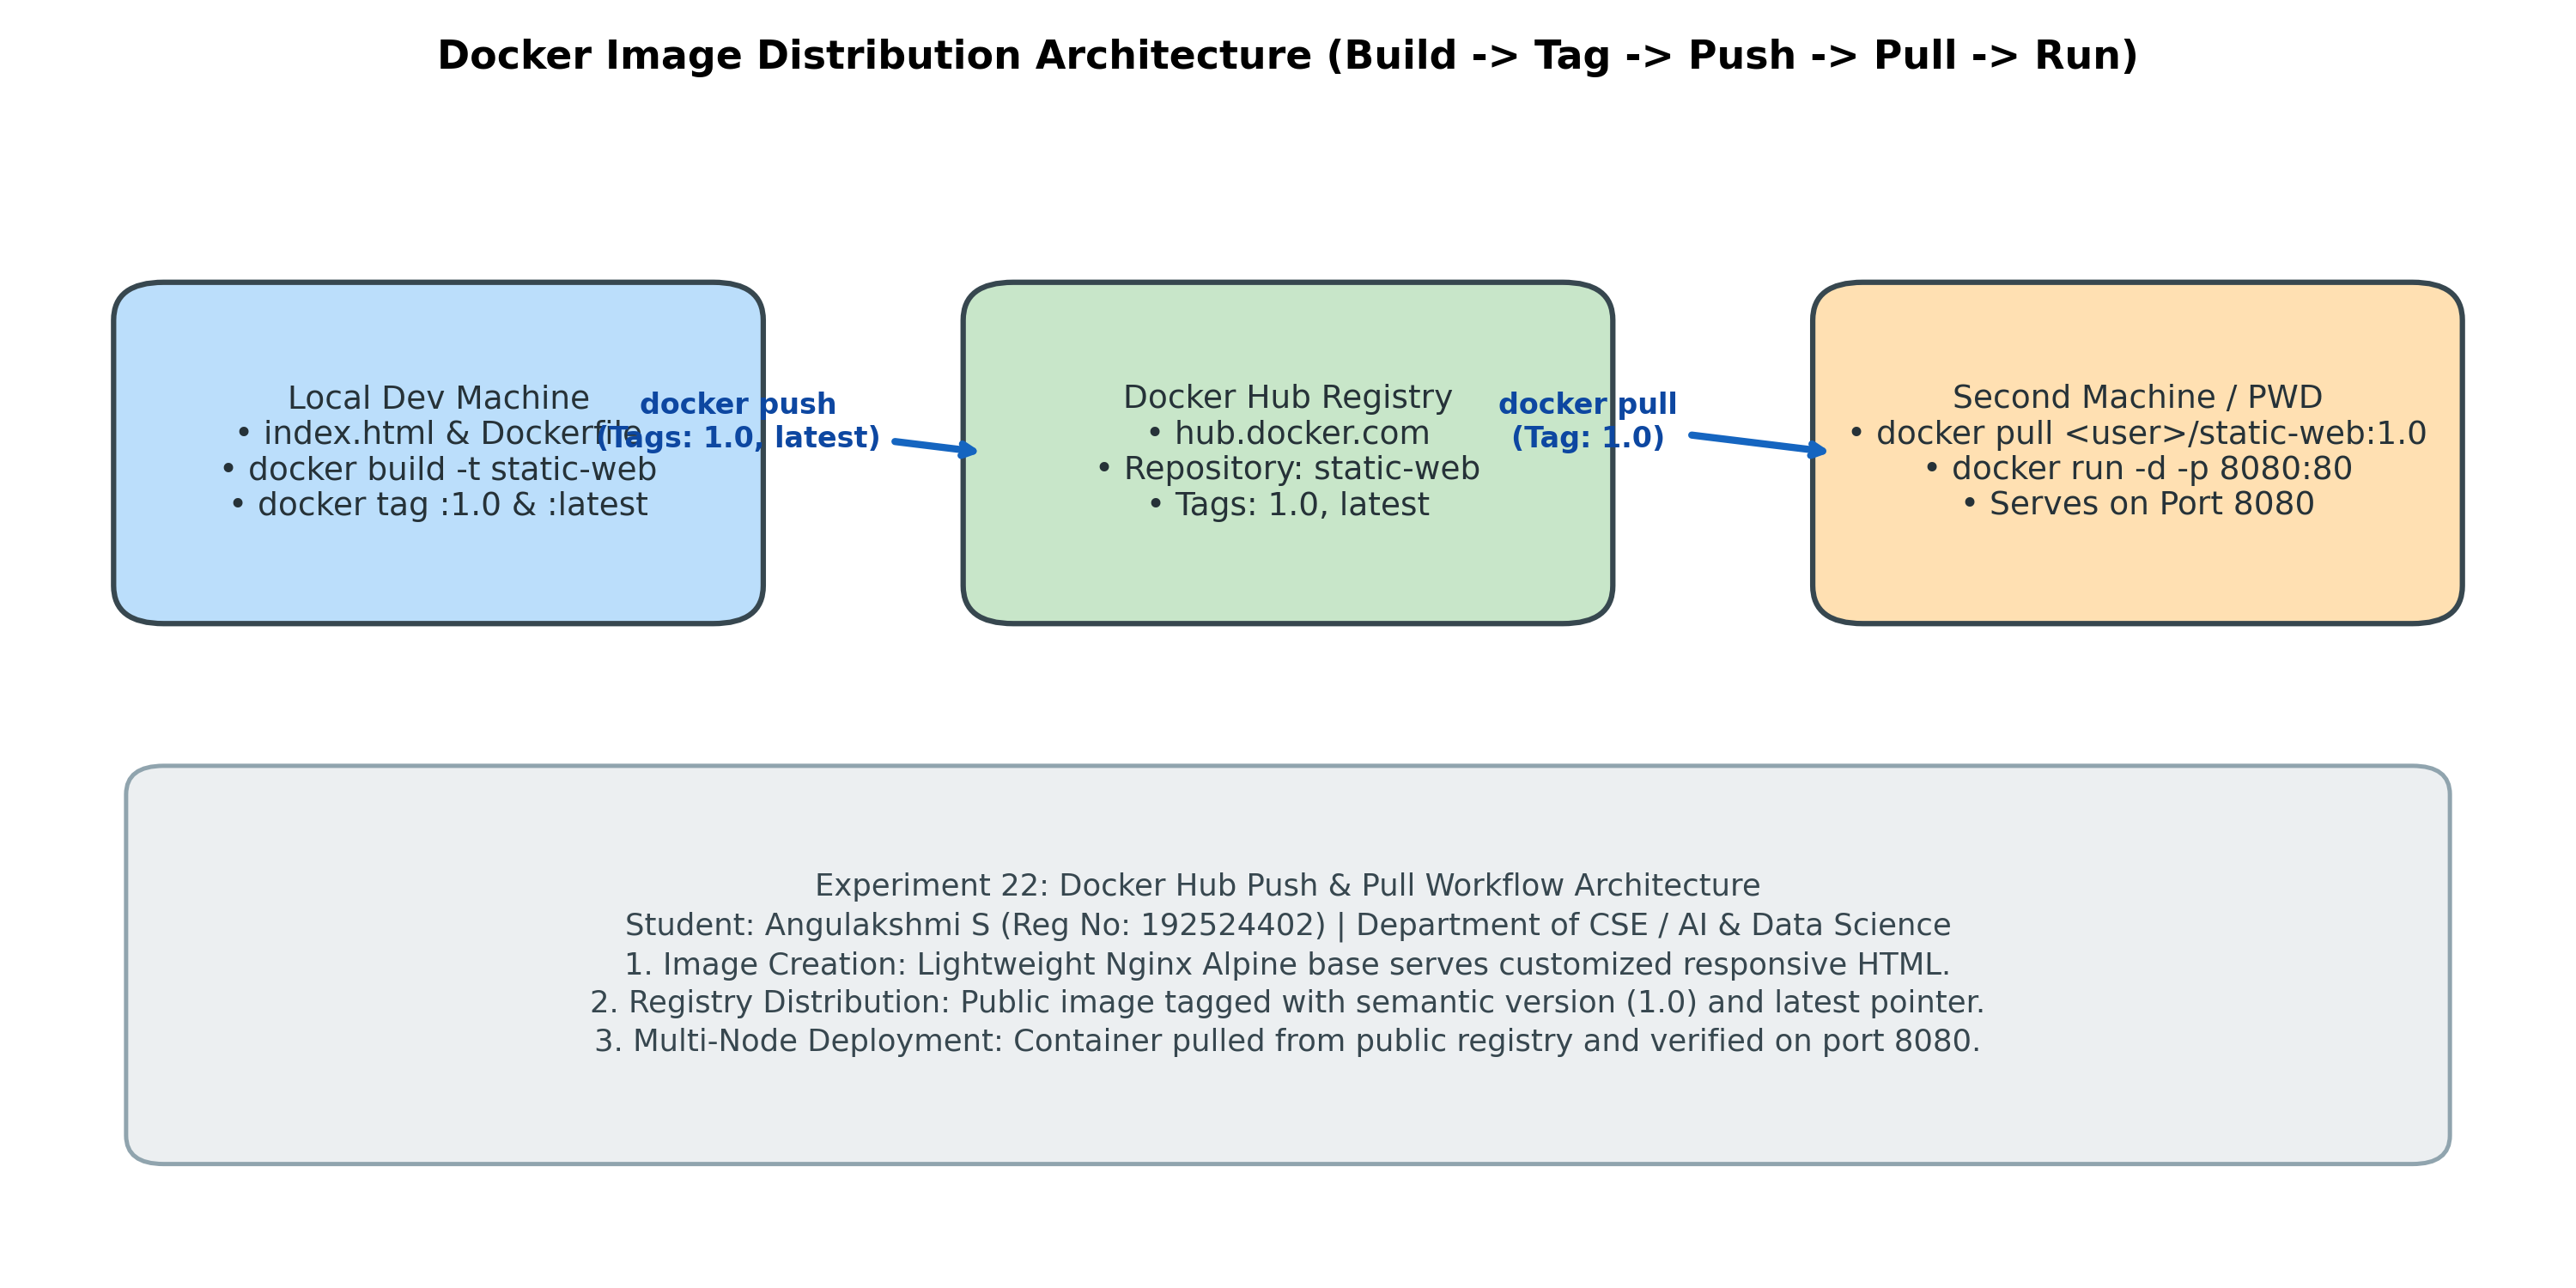 Docker Image Distribution Architecture (Build -> Tag -> Push -> Pull -> Run)
Local Dev Machine
• index.html & Dockerfile
• docker build -t static-web
• docker tag :1.0 & :latest
docker push
(Tags: 1.0, latest)
Docker Hub Registry
• hub.docker.com
• Repository: static-web
• Tags: 1.0, latest
docker pull
(Tag: 1.0)
Second Machine / PWD
• docker pull <user>/static-web:1.0
• docker run -d -p 8080:80
• Serves on Port 8080
Experiment 22: Docker Hub Push & Pull Workflow Architecture
Student: Angulakshmi S (Reg No: 192524402) | Department of CSE / AI & Data Science
1. Image Creation: Lightweight Nginx Alpine base serves customized responsive HTML.
2. Registry Distribution: Public image tagged with semantic version (1.0) and latest pointer.
3. Multi-Node Deployment: Container pulled from public registry and verified on port 8080.